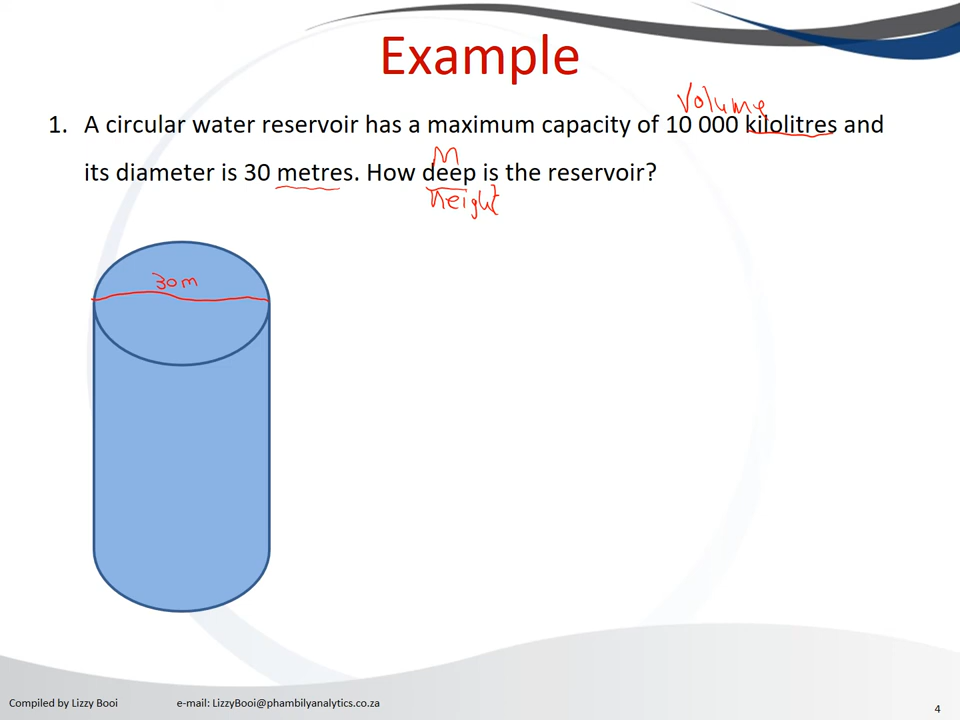 Example
Volume
1. A circular water reservoir has a maximum capacity of 10 000 kilolitres and
M
its diameter is 30 metres. How deep is the reservoir?
height
30m
Compiled by Lizzy Booi e-mail: LizzyBooi@phambilyanalytics.co.za 4